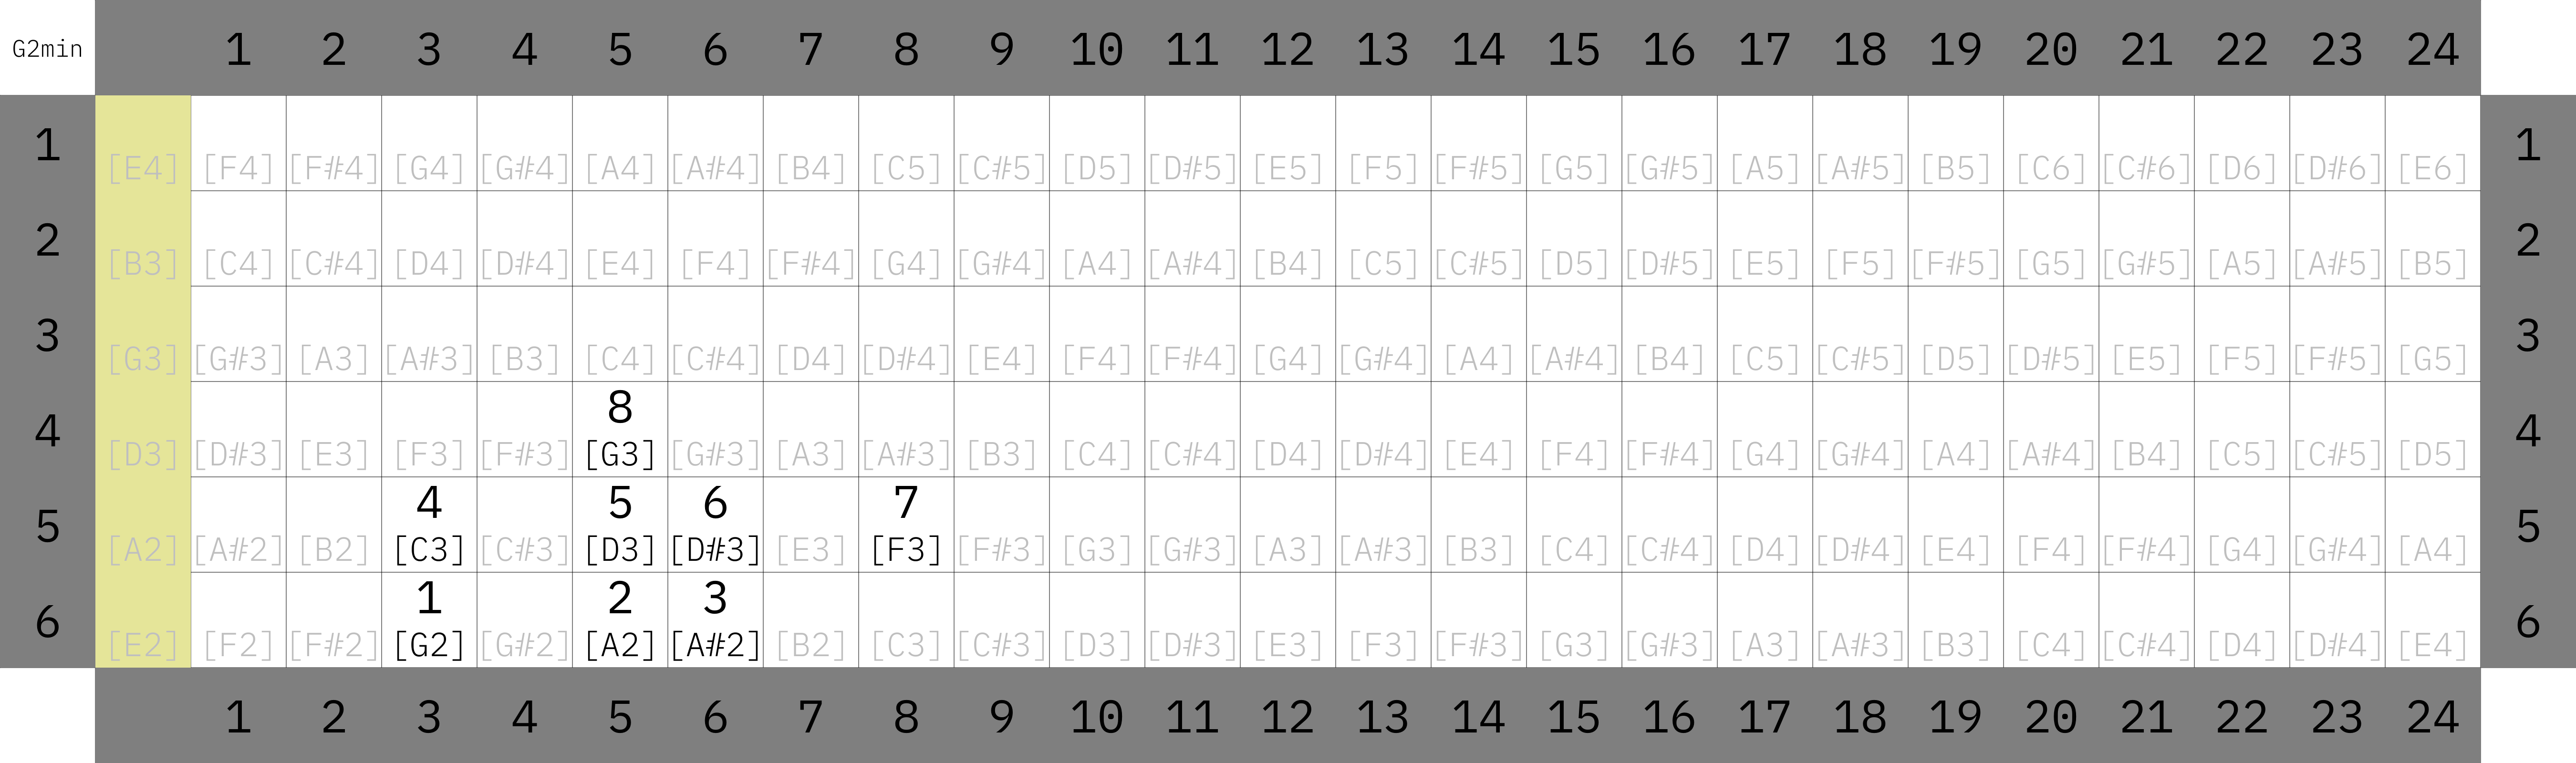 G2min 1 2 3 4 5 6 7 8 9 10 11 12 13 14 15 16 17 18 19 20 21 22 23 24
1 [E4] [F4] [F#4] [G4] [G#4] [A4] [A#4] [B4] [C5] [C#5] [D5] [D#5] [E5] [F5] [F#5] [G5] [G#5] [A5] [A#5] [B5] [C6] [C#6] [D6] [D#6] [E6] 1
2 [B3] [C4] [C#4] [D4] [D#4] [E4] [F4] [F#4] [G4] [G#4] [A4] [A#4] [B4] [C5] [C#5] [D5] [D#5] [E5] [F5] [F#5] [G5] [G#5] [A5] [A#5] [B5] 2
3 [G3] [G#3] [A3] [A#3] [B3] [C4] [C#4] [D4] [D#4] [E4] [F4] [F#4] [G4] [G#4] [A4] [A#4] [B4] [C5] [C#5] [D5] [D#5] [E5] [F5] [F#5] [G5] 3
8
4 [D3] [D#3] [E3] [F3] [F#3] [G3] [G#3] [A3] [A#3] [B3] [C4] [C#4] [D4] [D#4] [E4] [F4] [F#4] [G4] [G#4] [A4] [A#4] [B4] [C5] [C#5] [D5] 4
4 5 6 7
5 [A2] [A#2] [B2] [C3] [C#3] [D3] [D#3] [E3] [F3] [F#3] [G3] [G#3] [A3] [A#3] [B3] [C4] [C#4] [D4] [D#4] [E4] [F4] [F#4] [G4] [G#4] [A4] 5
1 2 3
6 [E2] [F2] [F#2] [G2] [G#2] [A2] [A#2] [B2] [C3] [C#3] [D3] [D#3] [E3] [F3] [F#3] [G3] [G#3] [A3] [A#3] [B3] [C4] [C#4] [D4] [D#4] [E4] 6
1 2 3 4 5 6 7 8 9 10 11 12 13 14 15 16 17 18 19 20 21 22 23 24